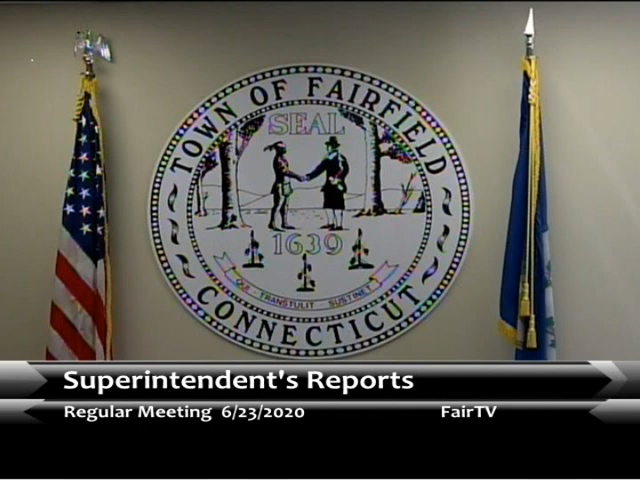 TOWN OF FAIRFIELD
SEAL
1639
QUI · TRANSTULIT · SUSTINET
CONNECTICUT
Superintendent's Reports
Regular Meeting 6/23/2020 FairTV